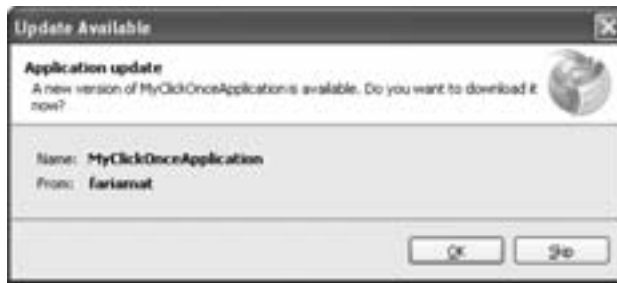 Update Available
Application update
A new version of MyClickOnceApplication is available. Do you want to download it
now?
Name: MyClickOnceApplication
From: fariamat
OK
Skip